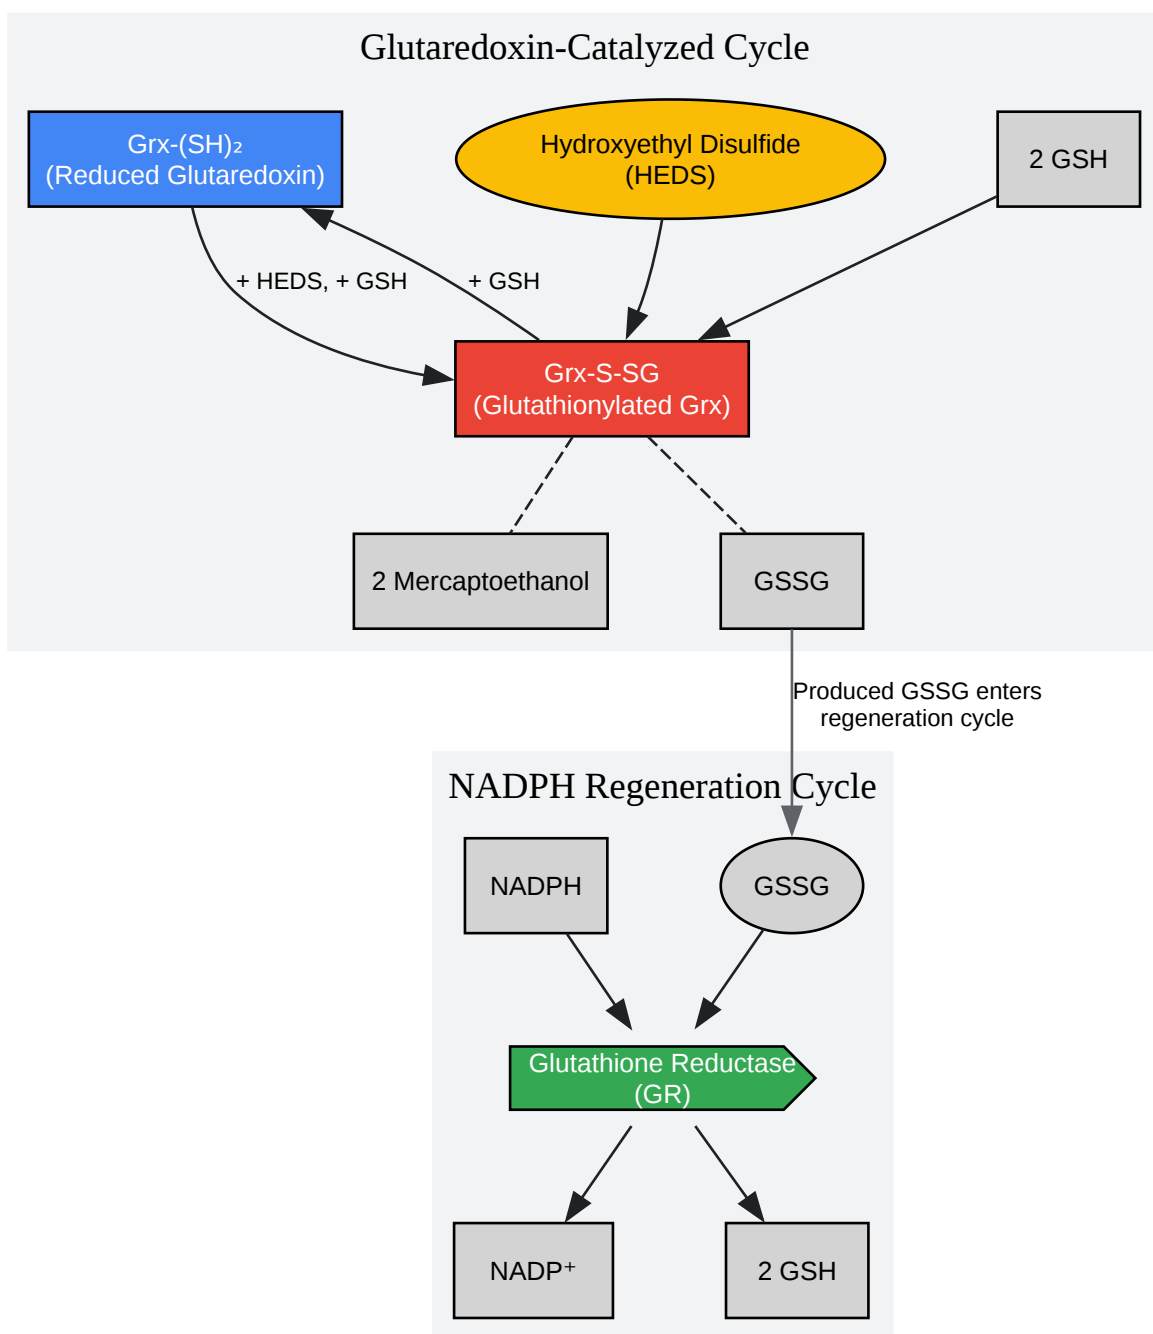 Glutaredoxin-Catalyzed Cycle
Grx-(SH)₂
(Reduced Glutaredoxin)
Hydroxyethyl Disulfide
(HEDS)
2 GSH
+ HEDS, + GSH
+ GSH
Grx-S-SG
(Glutathionylated Grx)
2 Mercaptoethanol
GSSG
Produced GSSG enters
regeneration cycle
NADPH Regeneration Cycle
NADPH
GSSG
Glutathione Reductase
(GR)
NADP⁺
2 GSH